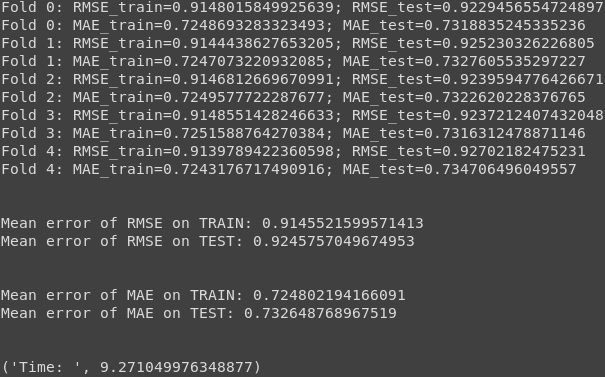 Fold 0: RMSE_train=0.9148015849925639; RMSE_test=0.9229456554724897
Fold 0: MAE_train=0.7248693283323493; MAE_test=0.7318835245335236
Fold 1: RMSE_train=0.9144438627653205; RMSE_test=0.925230326226805
Fold 1: MAE_train=0.7247073220932085; MAE_test=0.7327605535297227
Fold 2: RMSE_train=0.9146812669670991; RMSE_test=0.9239594776426671
Fold 2: MAE_train=0.7249577722287677; MAE_test=0.7322620228376765
Fold 3: RMSE_train=0.9148551428246633; RMSE_test=0.9237212407432048
Fold 3: MAE_train=0.7251588764270384; MAE_test=0.7316312478871146
Fold 4: RMSE_train=0.9139789422360598; RMSE_test=0.92702182475231
Fold 4: MAE_train=0.7243176717490916; MAE_test=0.734706496049557
Mean error of RMSE on TRAIN: 0.9145521599571413
Mean error of RMSE on TEST: 0.9245757049674953
Mean error of MAE on TRAIN: 0.724802194166091
Mean error of MAE on TEST: 0.732648768967519
('Time: ', 9.271049976348877)